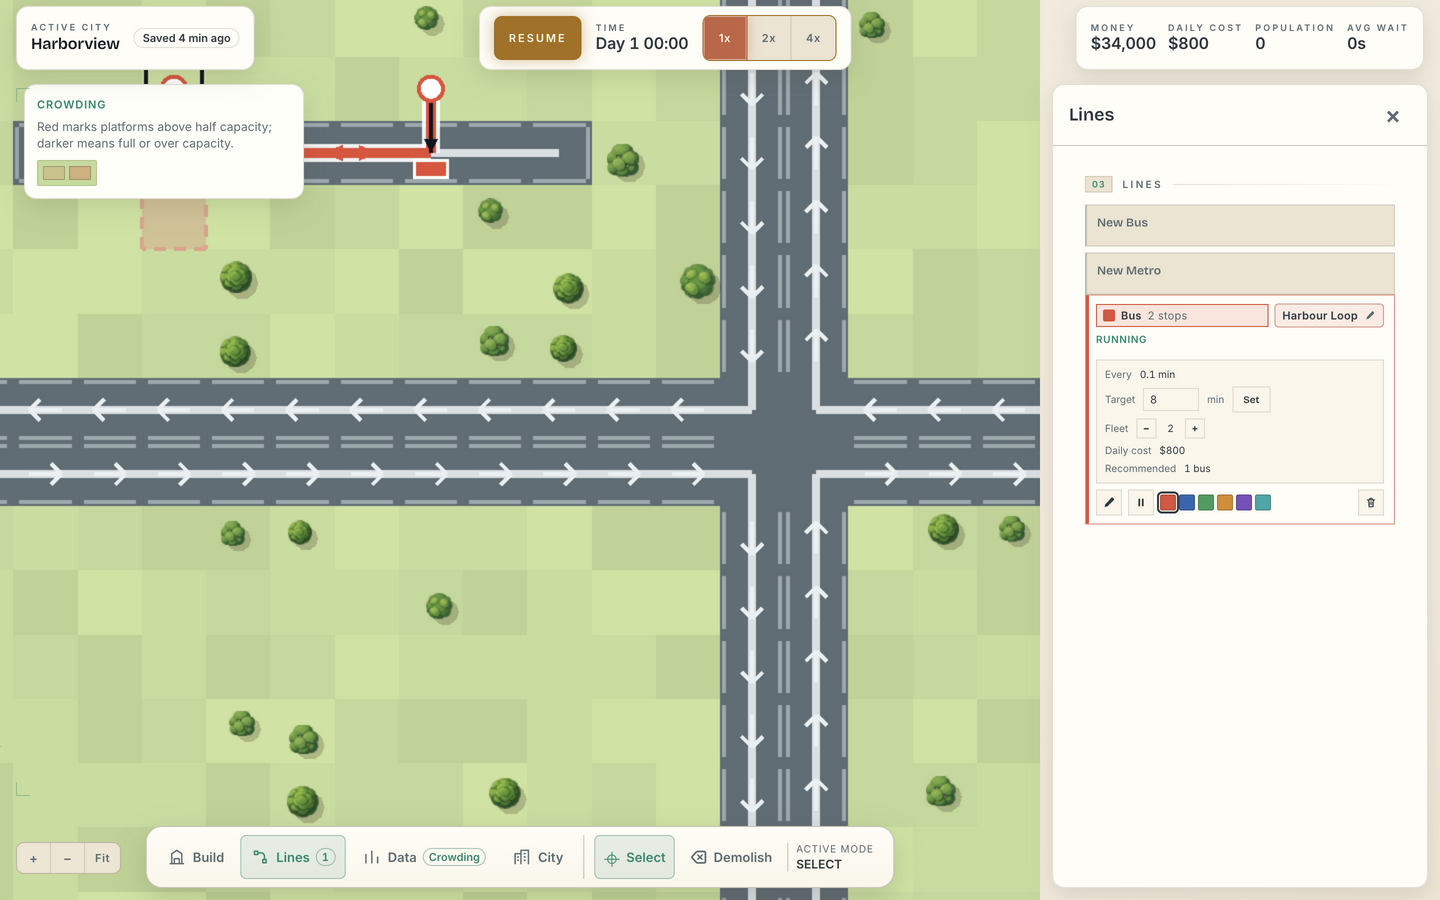 ACTIVE CITY
Harborview
Saved 4 min ago
RESUME
TIME
Day 1 00:00
1x
2x
4x
MONEY
$34,000
DAILY COST
$800
POPULATION
0
AVG WAIT
0s
CROWDING
Red marks platforms above half capacity;
darker means full or over capacity.
Lines
03 LINES
New Bus
New Metro
Bus 2 stops
Harbour Loop
RUNNING
Every 0.1 min
Target 8 min Set
Fleet − 2 +
Daily cost $800
Recommended 1 bus
+ − Fit
Build
Lines 1
Data Crowding
City
Select
Demolish
ACTIVE MODE
SELECT